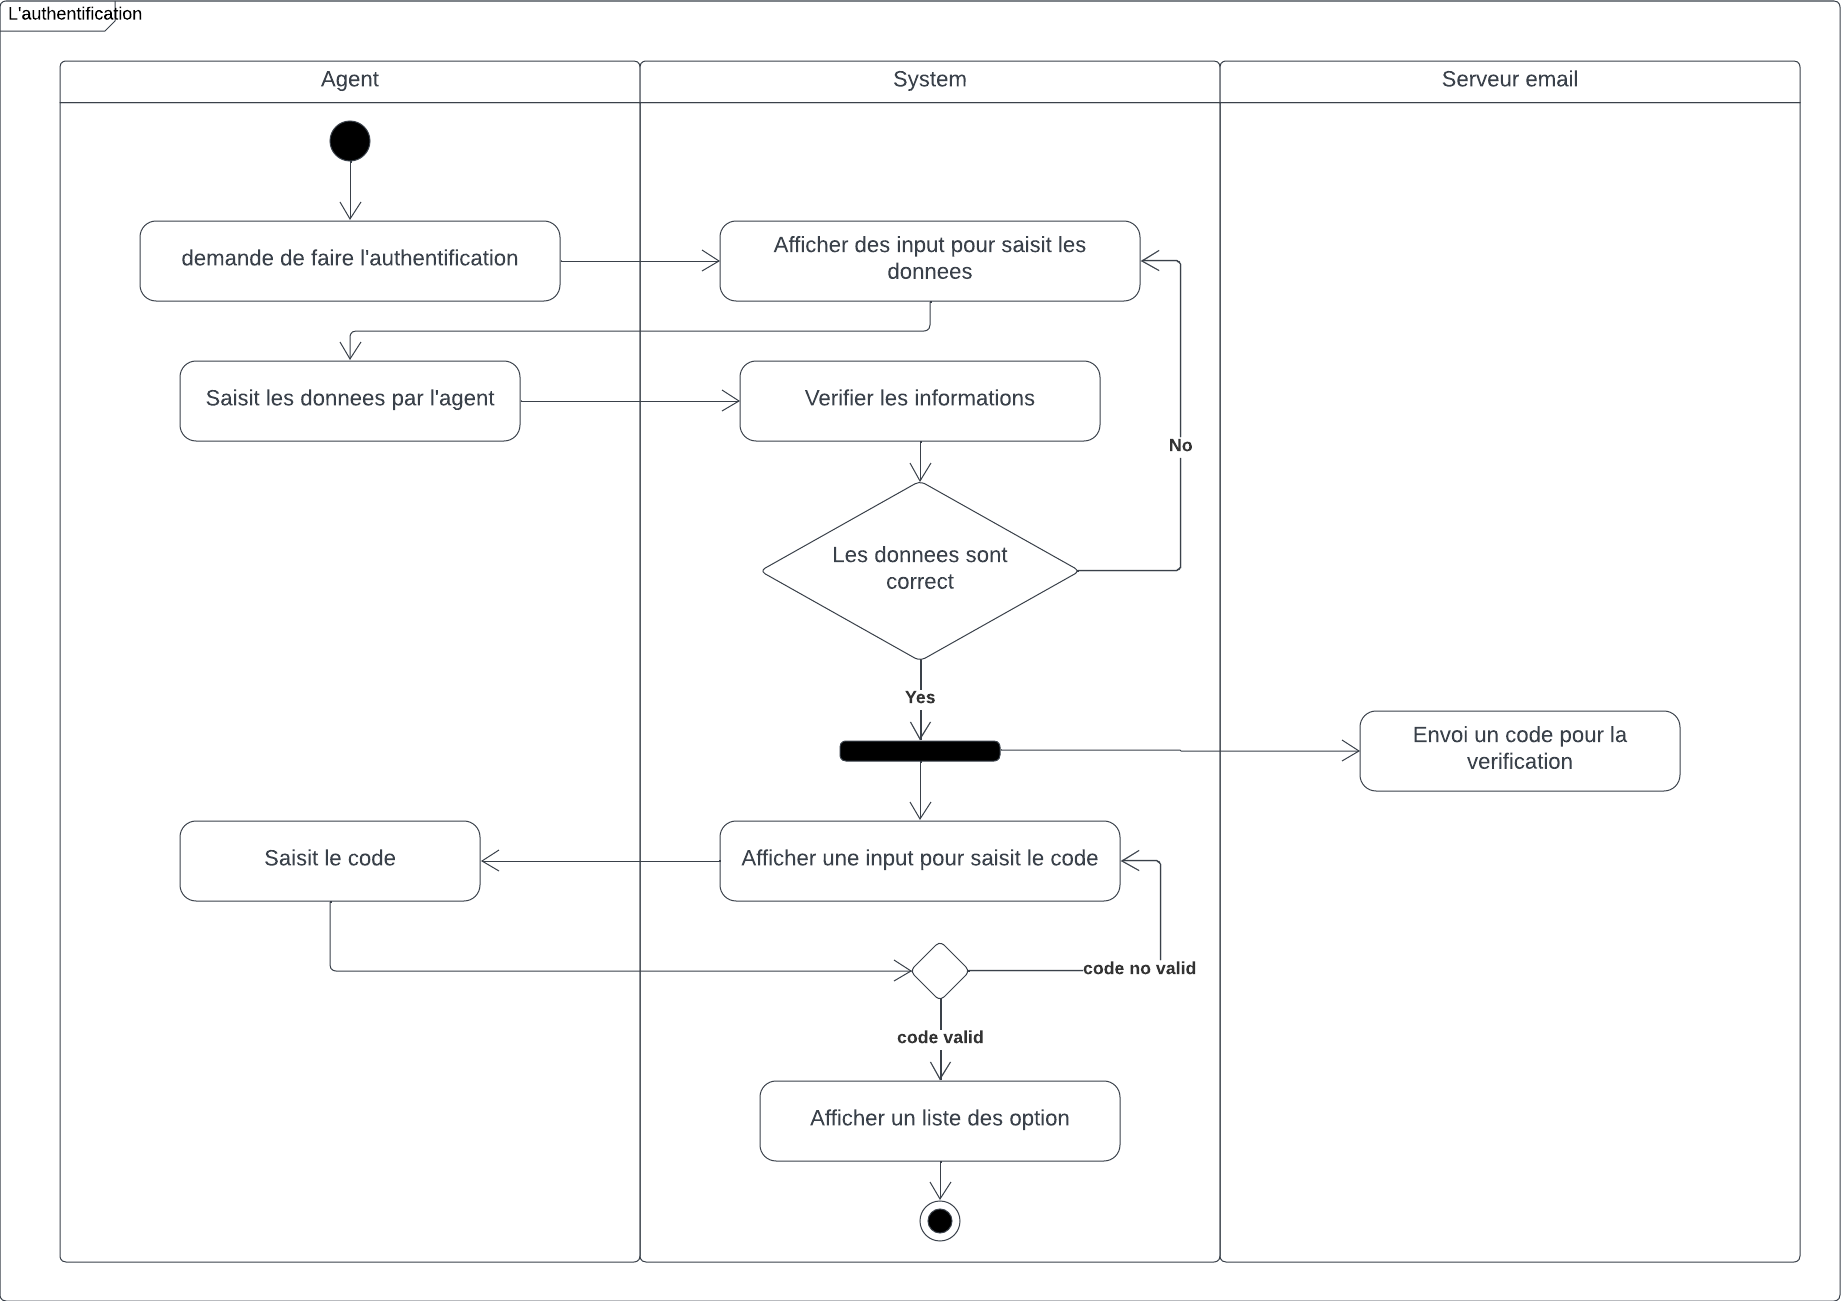 L'authentification
Agent
System
Serveur email
demande de faire l'authentification
Afficher des input pour saisit les
donnees
Saisit les donnees par l'agent
Verifier les informations
No
Les donnees sont
correct
Yes
Envoi un code pour la
verification
Saisit le code
Afficher une input pour saisit le code
code no valid
code valid
Afficher un liste des option